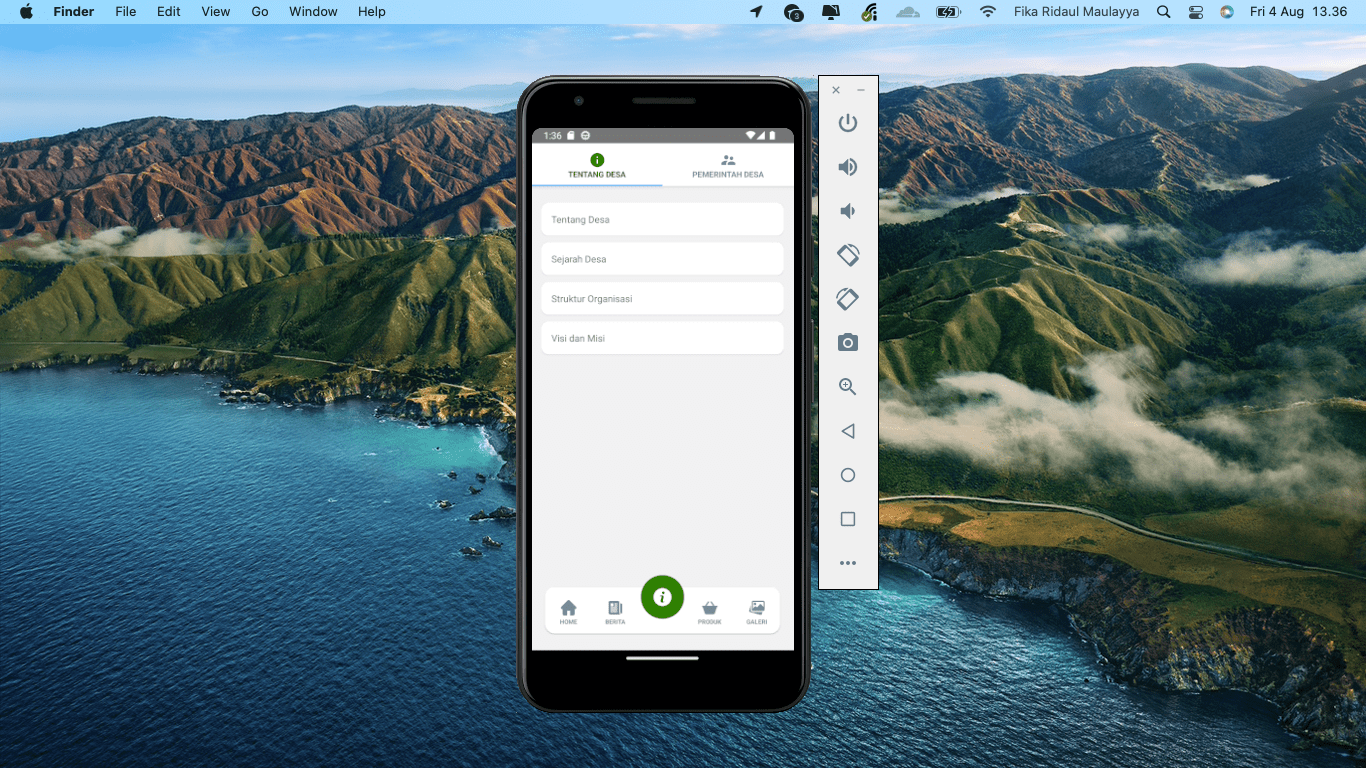 Finder File Edit View Go Window Help 3 Fika Ridaul Maulayya Fri 4 Aug 13.36
1:36
TENTANG DESA PEMERINTAH DESA
Tentang Desa
Sejarah Desa
Struktur Organisasi
Visi dan Misi
HOME BERITA PRODUK GALERI